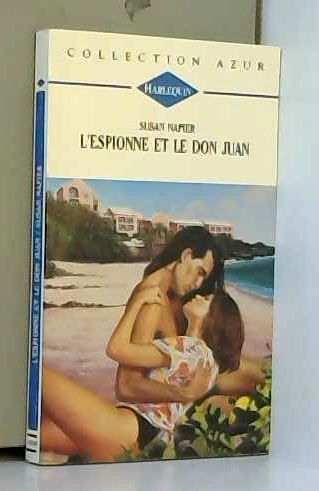 COLLECTION AZUR
HARLEQUIN
SUSAN NAPIER
L'ESPIONNE ET LE DON JUAN
L'ESPIONNE ET LE DON JUAN / SUSAN NAPIER